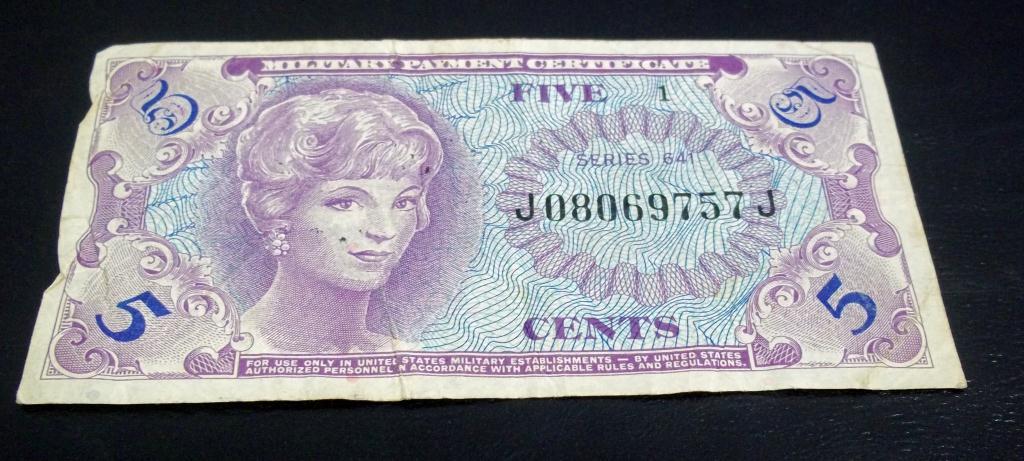 MILITARY PAYMENT CERTIFICATE
5 FIVE 1 5
SERIES 641
J08069757J
5 CENTS 5
FOR USE ONLY IN UNITED STATES MILITARY ESTABLISHMENTS — BY UNITED STATES
AUTHORIZED PERSONNEL IN ACCORDANCE WITH APPLICABLE RULES AND REGULATIONS.